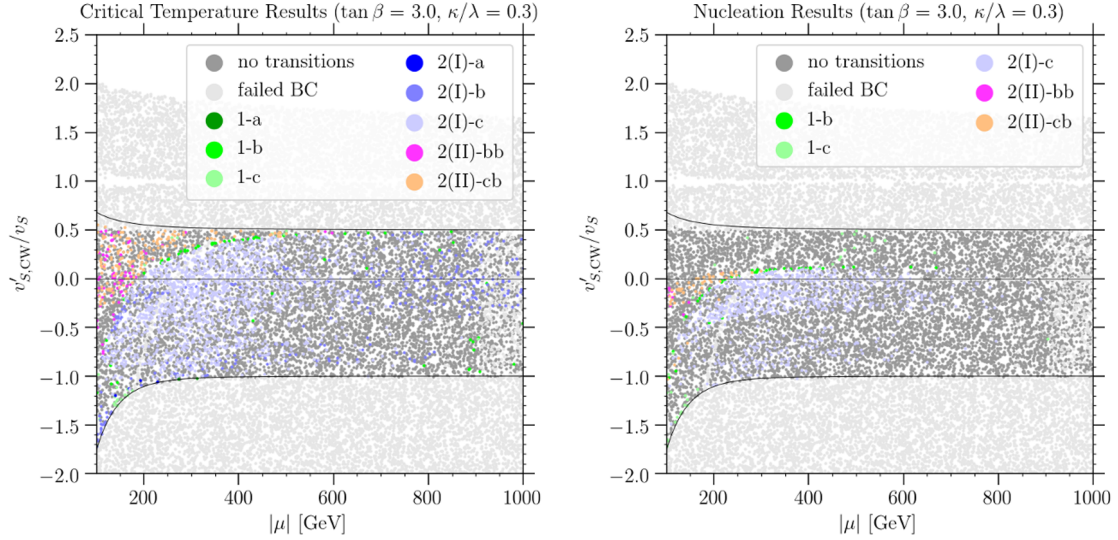 Critical Temperature Results (tan β = 3.0, κ/λ = 0.3)
no transitions
failed BC
1-a
1-b
1-c
2(I)-a
2(I)-b
2(I)-c
2(II)-bb
2(II)-cb
2.5
2.0
1.5
1.0
0.5
0.0
−0.5
−1.0
−1.5
−2.0
v′S,CW/vS
200
400
600
800
1000
|μ| [GeV]
Nucleation Results (tan β = 3.0, κ/λ = 0.3)
no transitions
failed BC
1-b
1-c
2(I)-c
2(II)-bb
2(II)-cb
2.5
2.0
1.5
1.0
0.5
0.0
−0.5
−1.0
−1.5
−2.0
v′S,CW/vS
200
400
600
800
1000
|μ| [GeV]